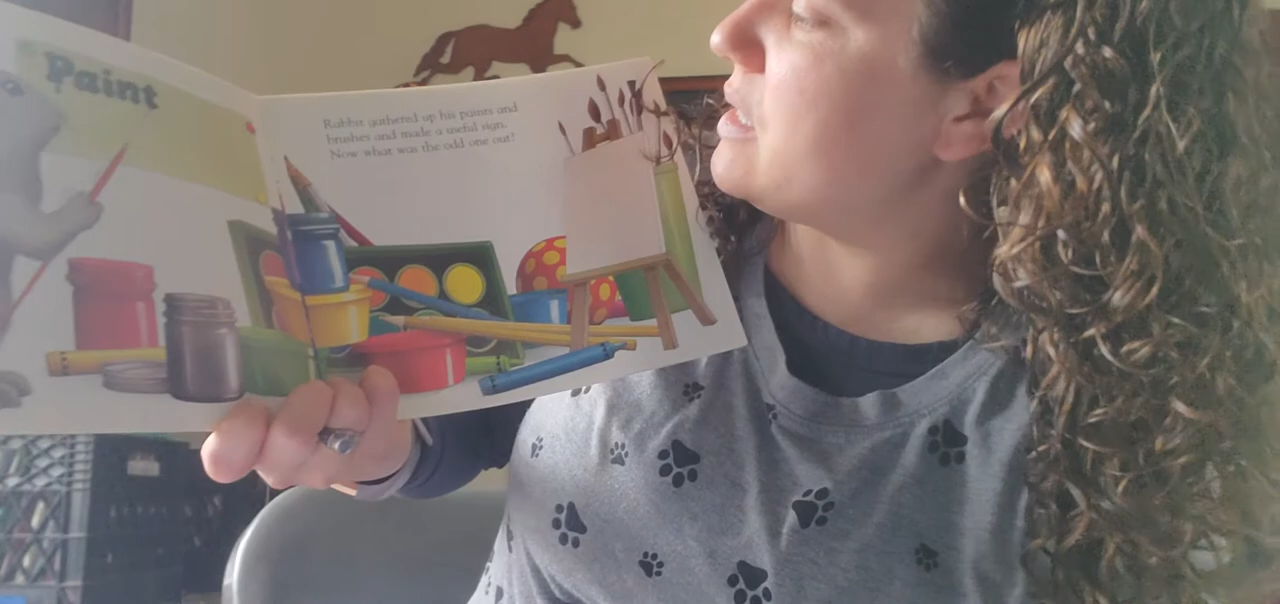 Paint
Rabbit gathered up his paints and
brushes and made a useful sign.
Now what was the odd one out?